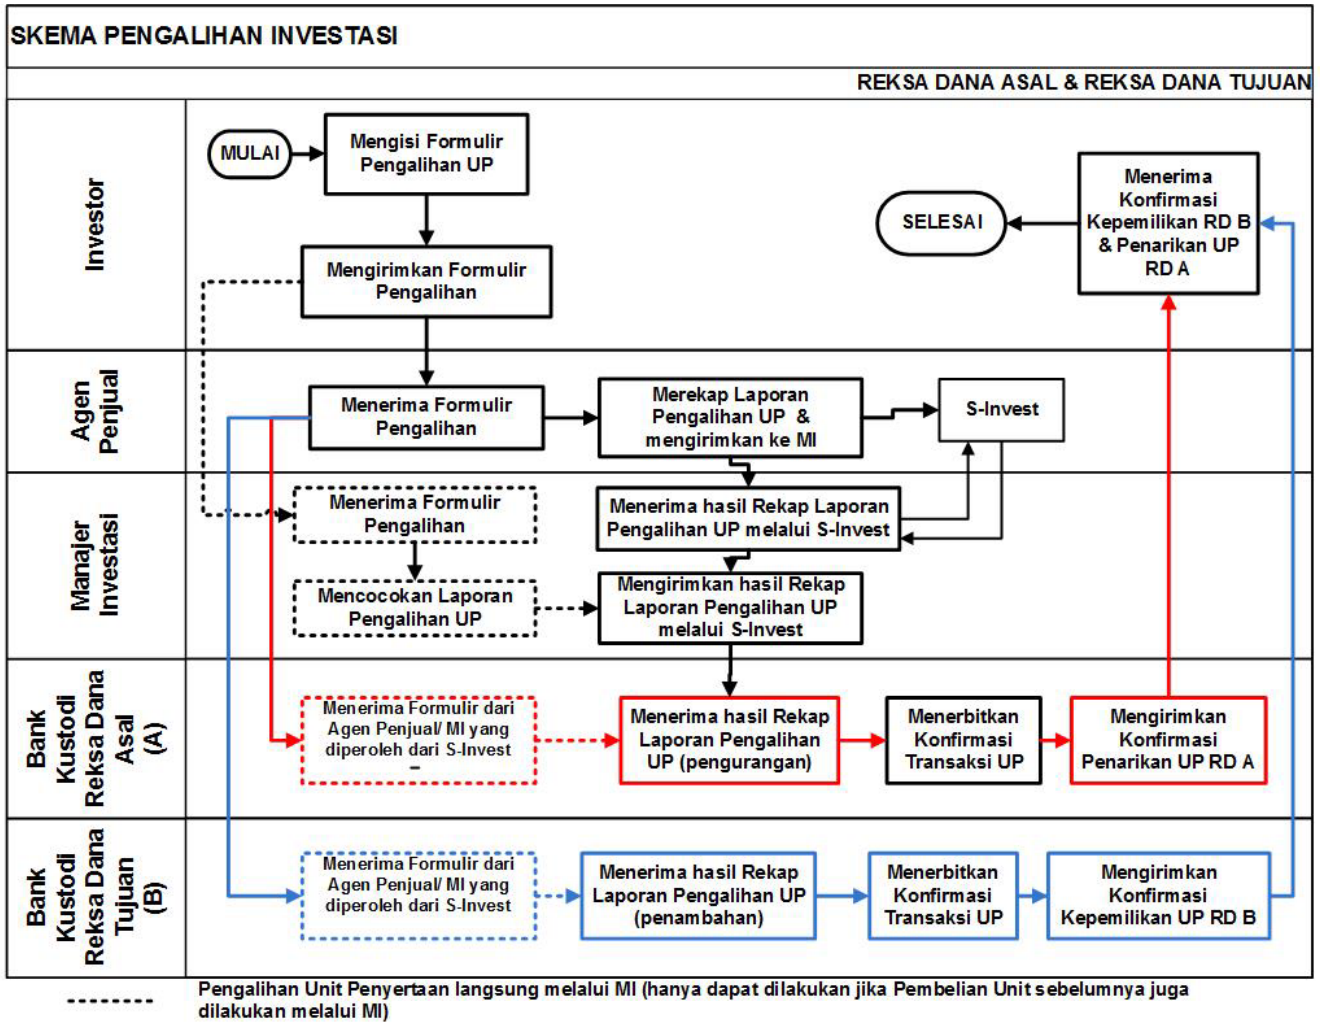 SKEMA PENGALIHAN INVESTASI
REKSA DANA ASAL & REKSA DANA TUJUAN
Investor
MULAI
Mengisi Formulir
Pengalihan UP
Mengirimkan Formulir
Pengalihan
SELESAI
Menerima
Konfirmasi
Kepemilikan RD B
& Penarikan UP
RD A
Agen
Penjual
Menerima Formulir
Pengalihan
Merekap Laporan
Pengalihan UP &
mengirimkan ke MI
S-Invest
Manajer
Investasi
Menerima Formulir
Pengalihan
Menerima hasil Rekap Laporan
Pengalihan UP melalui S-Invest
Mencocokan Laporan
Pengalihan UP
Mengirimkan hasil Rekap
Laporan Pengalihan UP
melalui S-Invest
Bank
Kustodi
Reksa Dana
Asal
(A)
Menerima Formulir dari
Agen Penjual/ MI yang
diperoleh dari S-Invest
–
Menerima hasil Rekap
Laporan Pengalihan
UP (pengurangan)
Menerbitkan
Konfirmasi
Transaksi UP
Mengirimkan
Konfirmasi
Penarikan UP RD A
Bank
Kustodi
Reksa Dana
Tujuan
(B)
Menerima Formulir dari
Agen Penjual/ MI yang
diperoleh dari S-Invest
Menerima hasil Rekap
Laporan Pengalihan UP
(penambahan)
Menerbitkan
Konfirmasi
Transaksi UP
Mengirimkan
Konfirmasi
Kepemilikan UP RD B
Pengalihan Unit Penyertaan langsung melalui MI (hanya dapat dilakukan jika Pembelian Unit sebelumnya juga
dilakukan melalui MI)